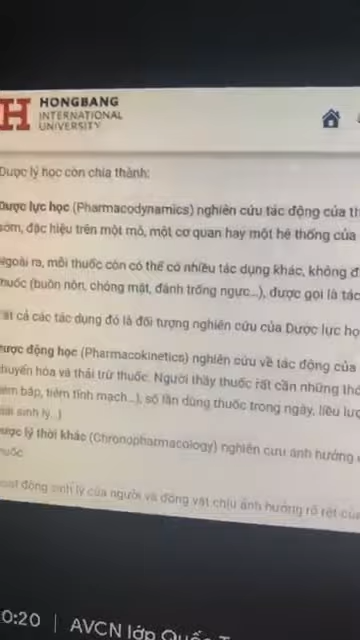 HONGBANG
INTERNATIONAL
UNIVERSITY
Dược lý học còn chia thành:
Dược lực học (Pharmacodynamics) nghiên cứu tác động của
sớm, đặc hiệu trên một mô, một cơ quan hay một hệ thống của
Ngoài ra, mỗi thuốc còn có thể có nhiều tác dụng khác, không
thuốc (buồn nôn, chóng mặt, đánh trống ngực...), được gọi là tác
Tất cả các tác dụng đó là đối tượng nghiên cứu của Dược lực
Dược động học (Pharmacokinetics) nghiên cứu về tác động của
chuyển hóa và thải trừ thuốc. Người thầy thuốc rất cần những
tiêm bắp, tiêm tĩnh mạch...), số lần dùng thuốc trong ngày, liều
sinh lý...)
Dược lý thời khắc (Chronopharmacology) nghiên cứu ảnh hưởng
thuốc
động sinh lý của người và động vật chịu ảnh hưởng rõ rệt của
0:20 | AVCN lớp Quốc